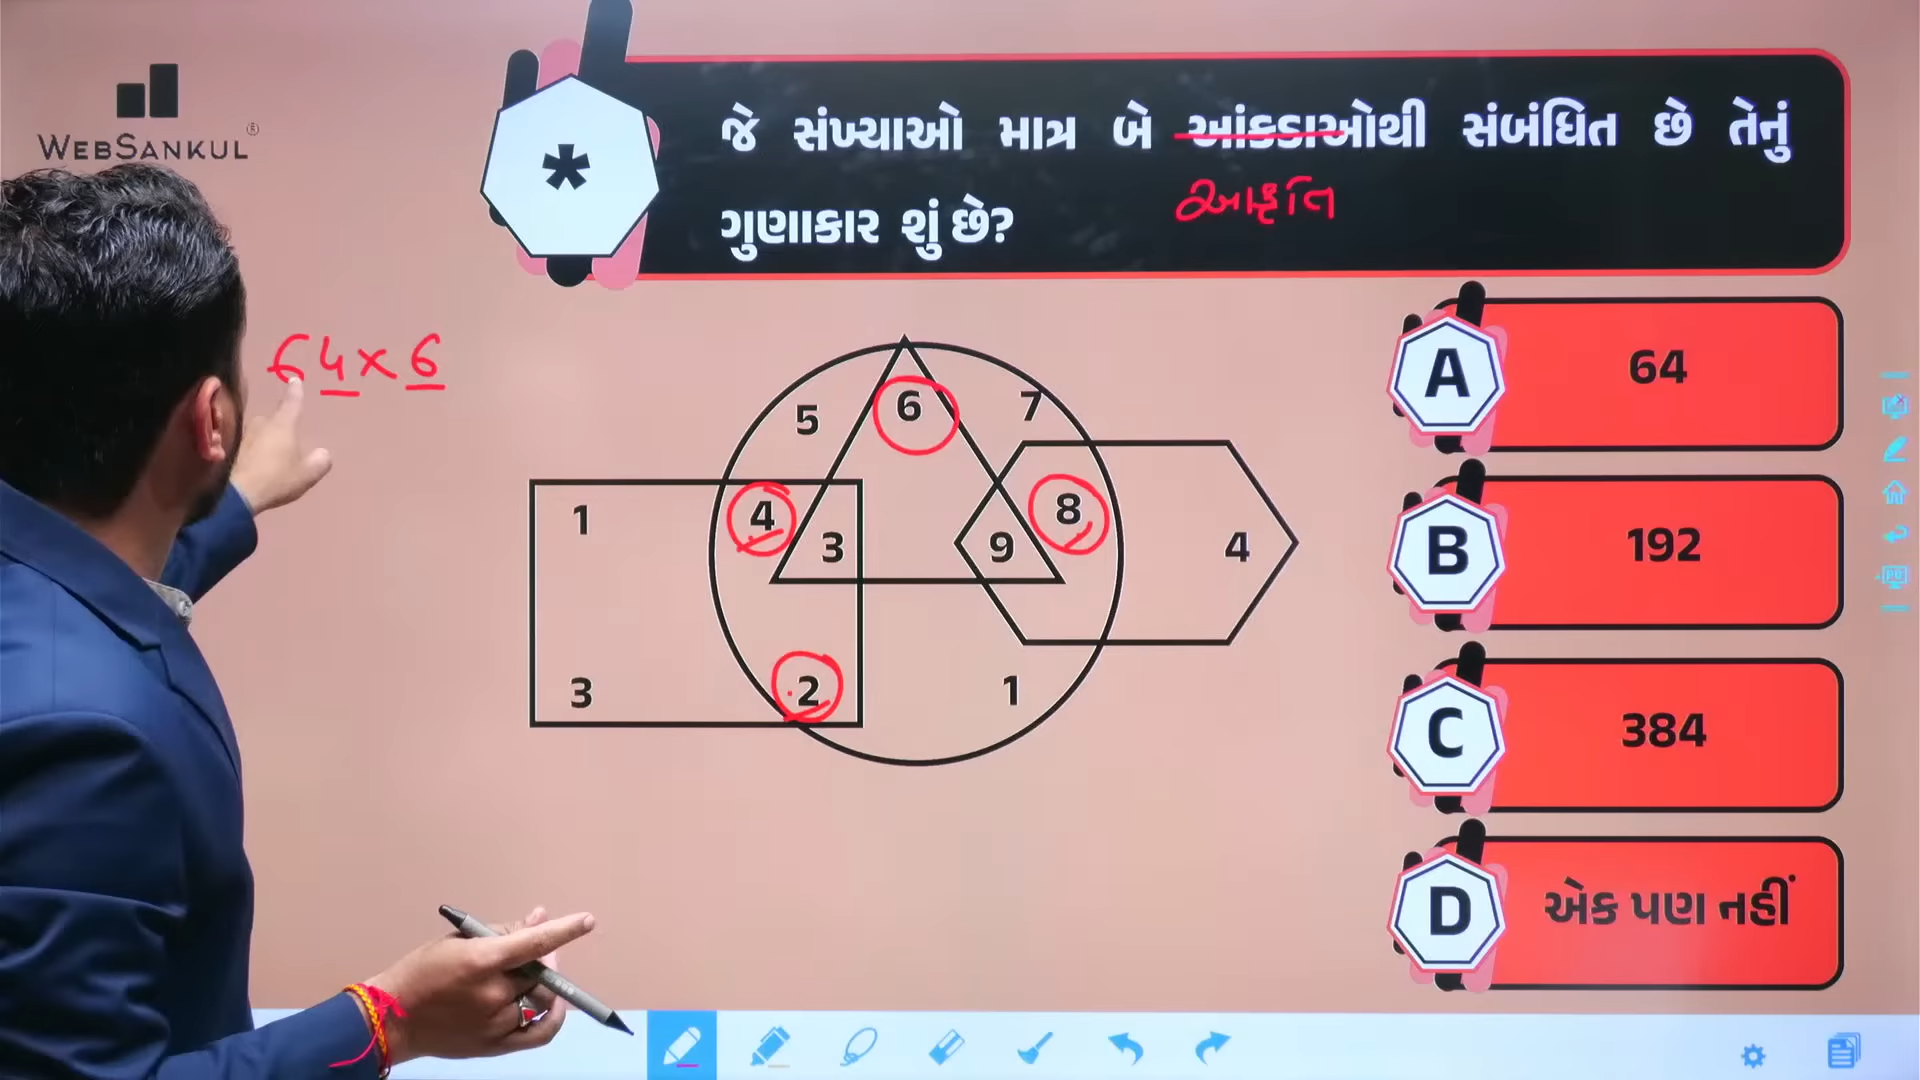 WEBSANKUL®
*
જે સંખ્યાઓ માત્ર બે આંકડાઓથી સંબંધિત છે તેનું
આકૃતિ
ગુણાકાર શું છે?
64 × 6
5 6 7
1 4 3 9 8 4
3 2 1
A 64
B 192
C 384
D એક પણ નહીં